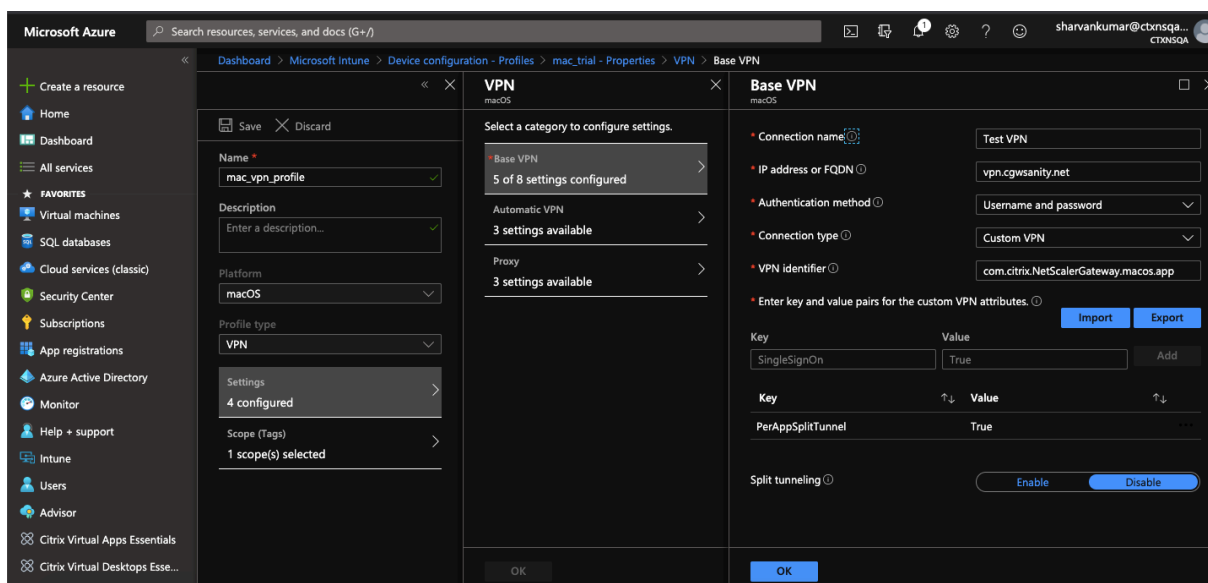 Microsoft Azure
Search resources, services, and docs (G+/)
1
sharvankumar@ctxnsqa...
CTXNSQA
«
Create a resource
Home
Dashboard
All services
FAVORITES
Virtual machines
SQL databases
Cloud services (classic)
Security Center
Subscriptions
App registrations
Azure Active Directory
Monitor
Help + support
Intune
Users
Advisor
Citrix Virtual Apps Essentials
Citrix Virtual Desktops Esse...
Dashboard > Microsoft Intune > Device configuration - Profiles > mac_trial - Properties > VPN > Base VPN
«
Save Discard
Name *
mac_vpn_profile
Description
Enter a description...
Platform
macOS
Profile type
VPN
Settings
4 configured
Scope (Tags)
1 scope(s) selected
VPN
macOS
Select a category to configure settings.
*Base VPN
5 of 8 settings configured
Automatic VPN
3 settings available
Proxy
3 settings available
OK
Base VPN
macOS
* Connection name Test VPN
* IP address or FQDN vpn.cgwsanity.net
* Authentication method Username and password
* Connection type Custom VPN
* VPN identifier com.citrix.NetScalerGateway.macos.app
* Enter key and value pairs for the custom VPN attributes.
Import Export
Key Value
SingleSignOn True Add
Key ↑↓ Value ↑↓
PerAppSplitTunnel True ...
Split tunneling Enable Disable
OK